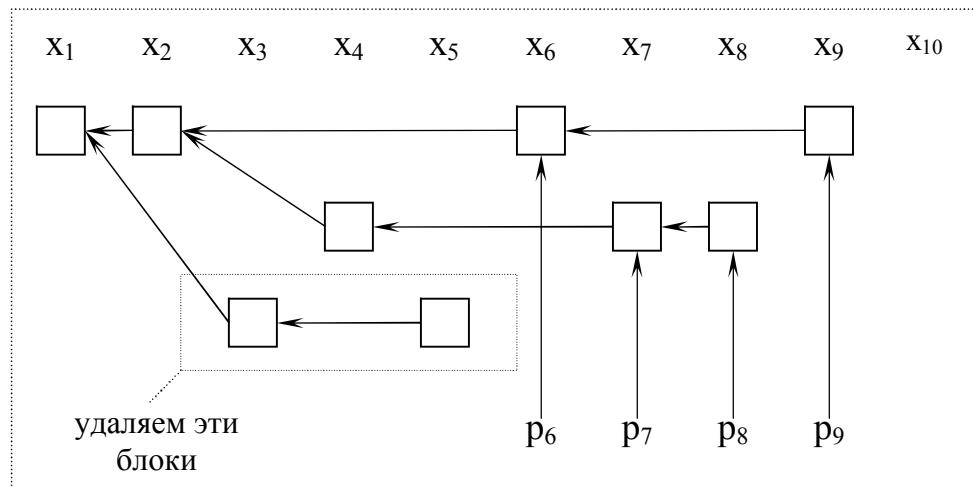 x₁ x₂ x₃ x₄ x₅ x₆ x₇ x₈ x₉ x₁₀
удаляем эти
блоки
p₆ p₇ p₈ p₉